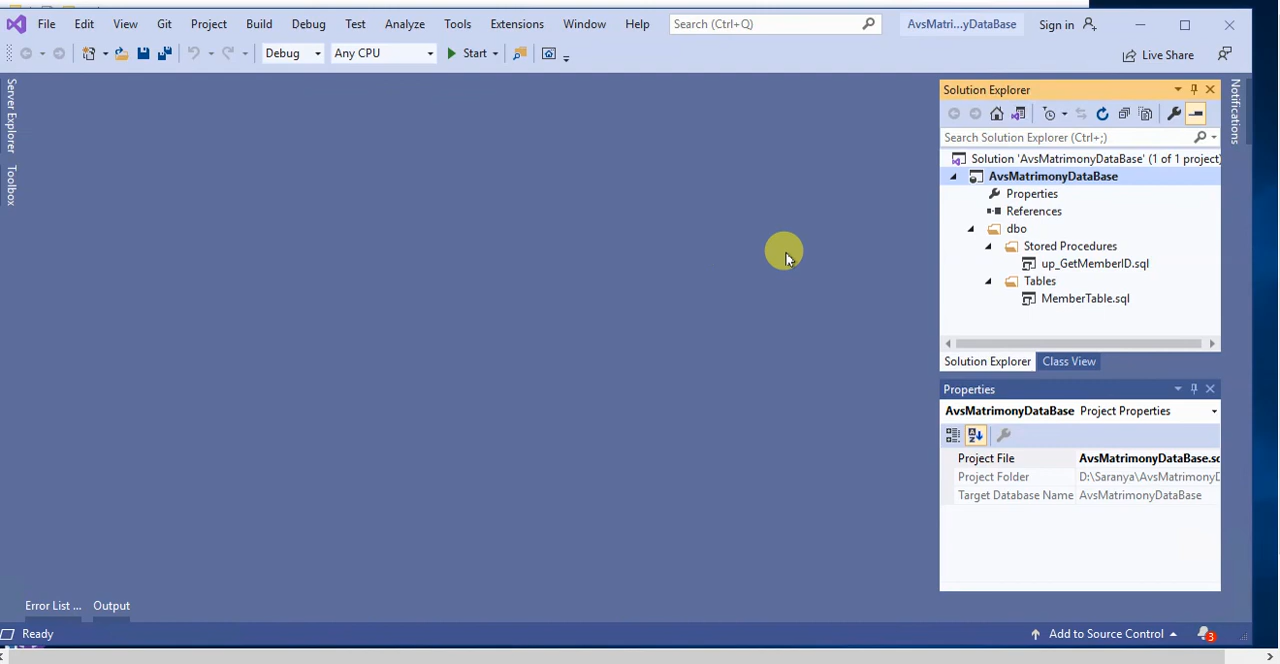 File Edit View Git Project Build Debug Test Analyze Tools Extensions Window Help Search (Ctrl+Q) AvsMatri...yDataBase Sign in
Debug Any CPU Start Live Share
Server Explorer
Toolbox
Notifications
Solution Explorer
Search Solution Explorer (Ctrl+;)
Solution 'AvsMatrimonyDataBase' (1 of 1 project)
AvsMatrimonyDataBase
Properties
References
dbo
Stored Procedures
up_GetMemberID.sql
Tables
MemberTable.sql
Solution Explorer Class View
Properties
AvsMatrimonyDataBase Project Properties
Project File AvsMatrimonyDataBase.sq
Project Folder D:\Saranya\AvsMatrimonyD
Target Database Name AvsMatrimonyDataBase
Error List ... Output
Ready Add to Source Control 3